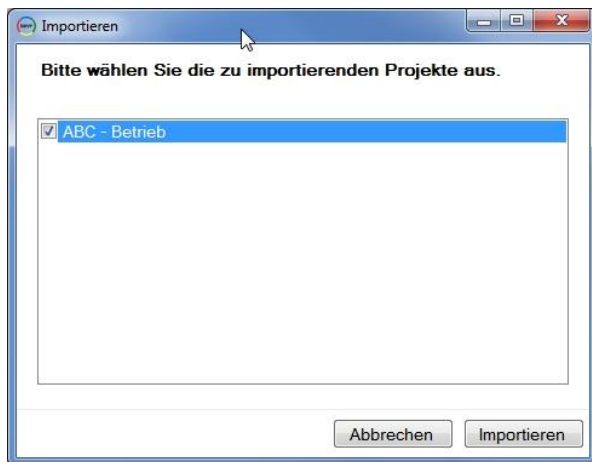 Importieren
Bitte wählen Sie die zu importierenden Projekte aus.
ABC - Betrieb
Abbrechen Importieren